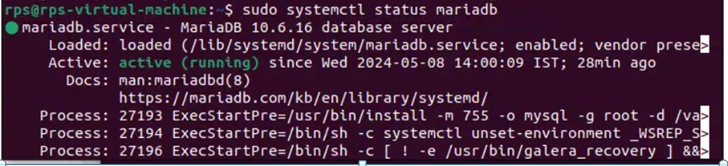 rps@rps-virtual-machine:~$ sudo systemctl status mariadb
● mariadb.service - MariaDB 10.6.16 database server
Loaded: loaded (/lib/systemd/system/mariadb.service; enabled; vendor prese>
Active: active (running) since Wed 2024-05-08 14:00:09 IST; 28min ago
Docs: man:mariadbd(8)
https://mariadb.com/kb/en/library/systemd/
Process: 27193 ExecStartPre=/usr/bin/install -m 755 -o mysql -g root -d /va>
Process: 27194 ExecStartPre=/bin/sh -c systemctl unset-environment _WSREP_S>
Process: 27196 ExecStartPre=/bin/sh -c [ ! -e /usr/bin/galera_recovery ] &&>